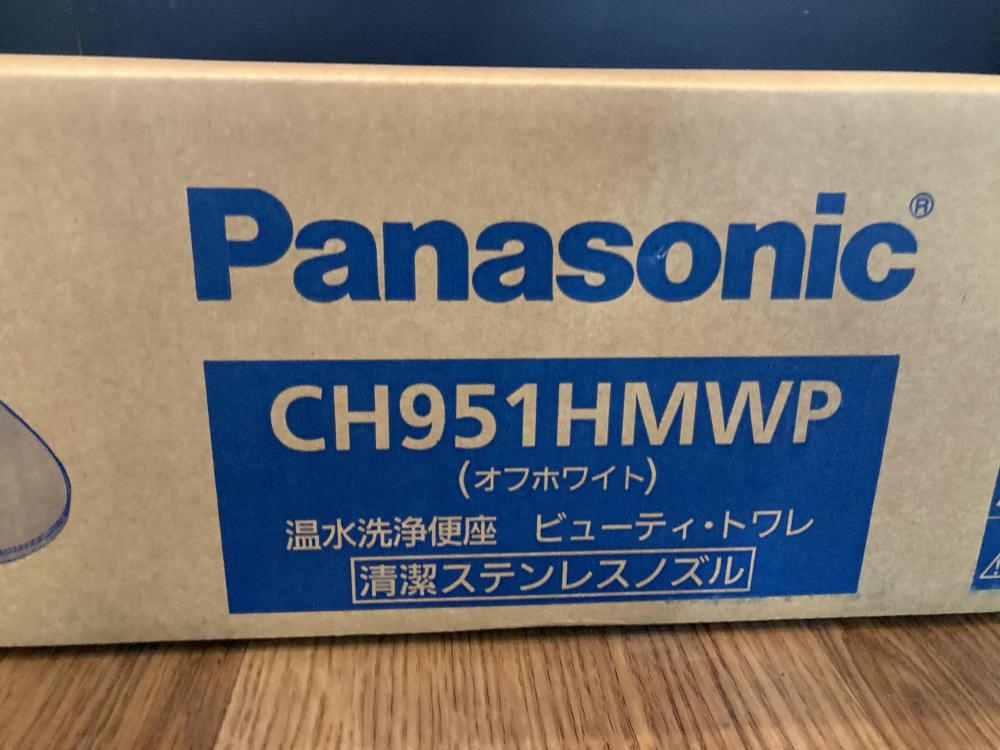 Panasonic®
CH951HMWP
(オフホワイト)
温水洗浄便座 ビューティ・トワレ
清潔ステンレスノズル